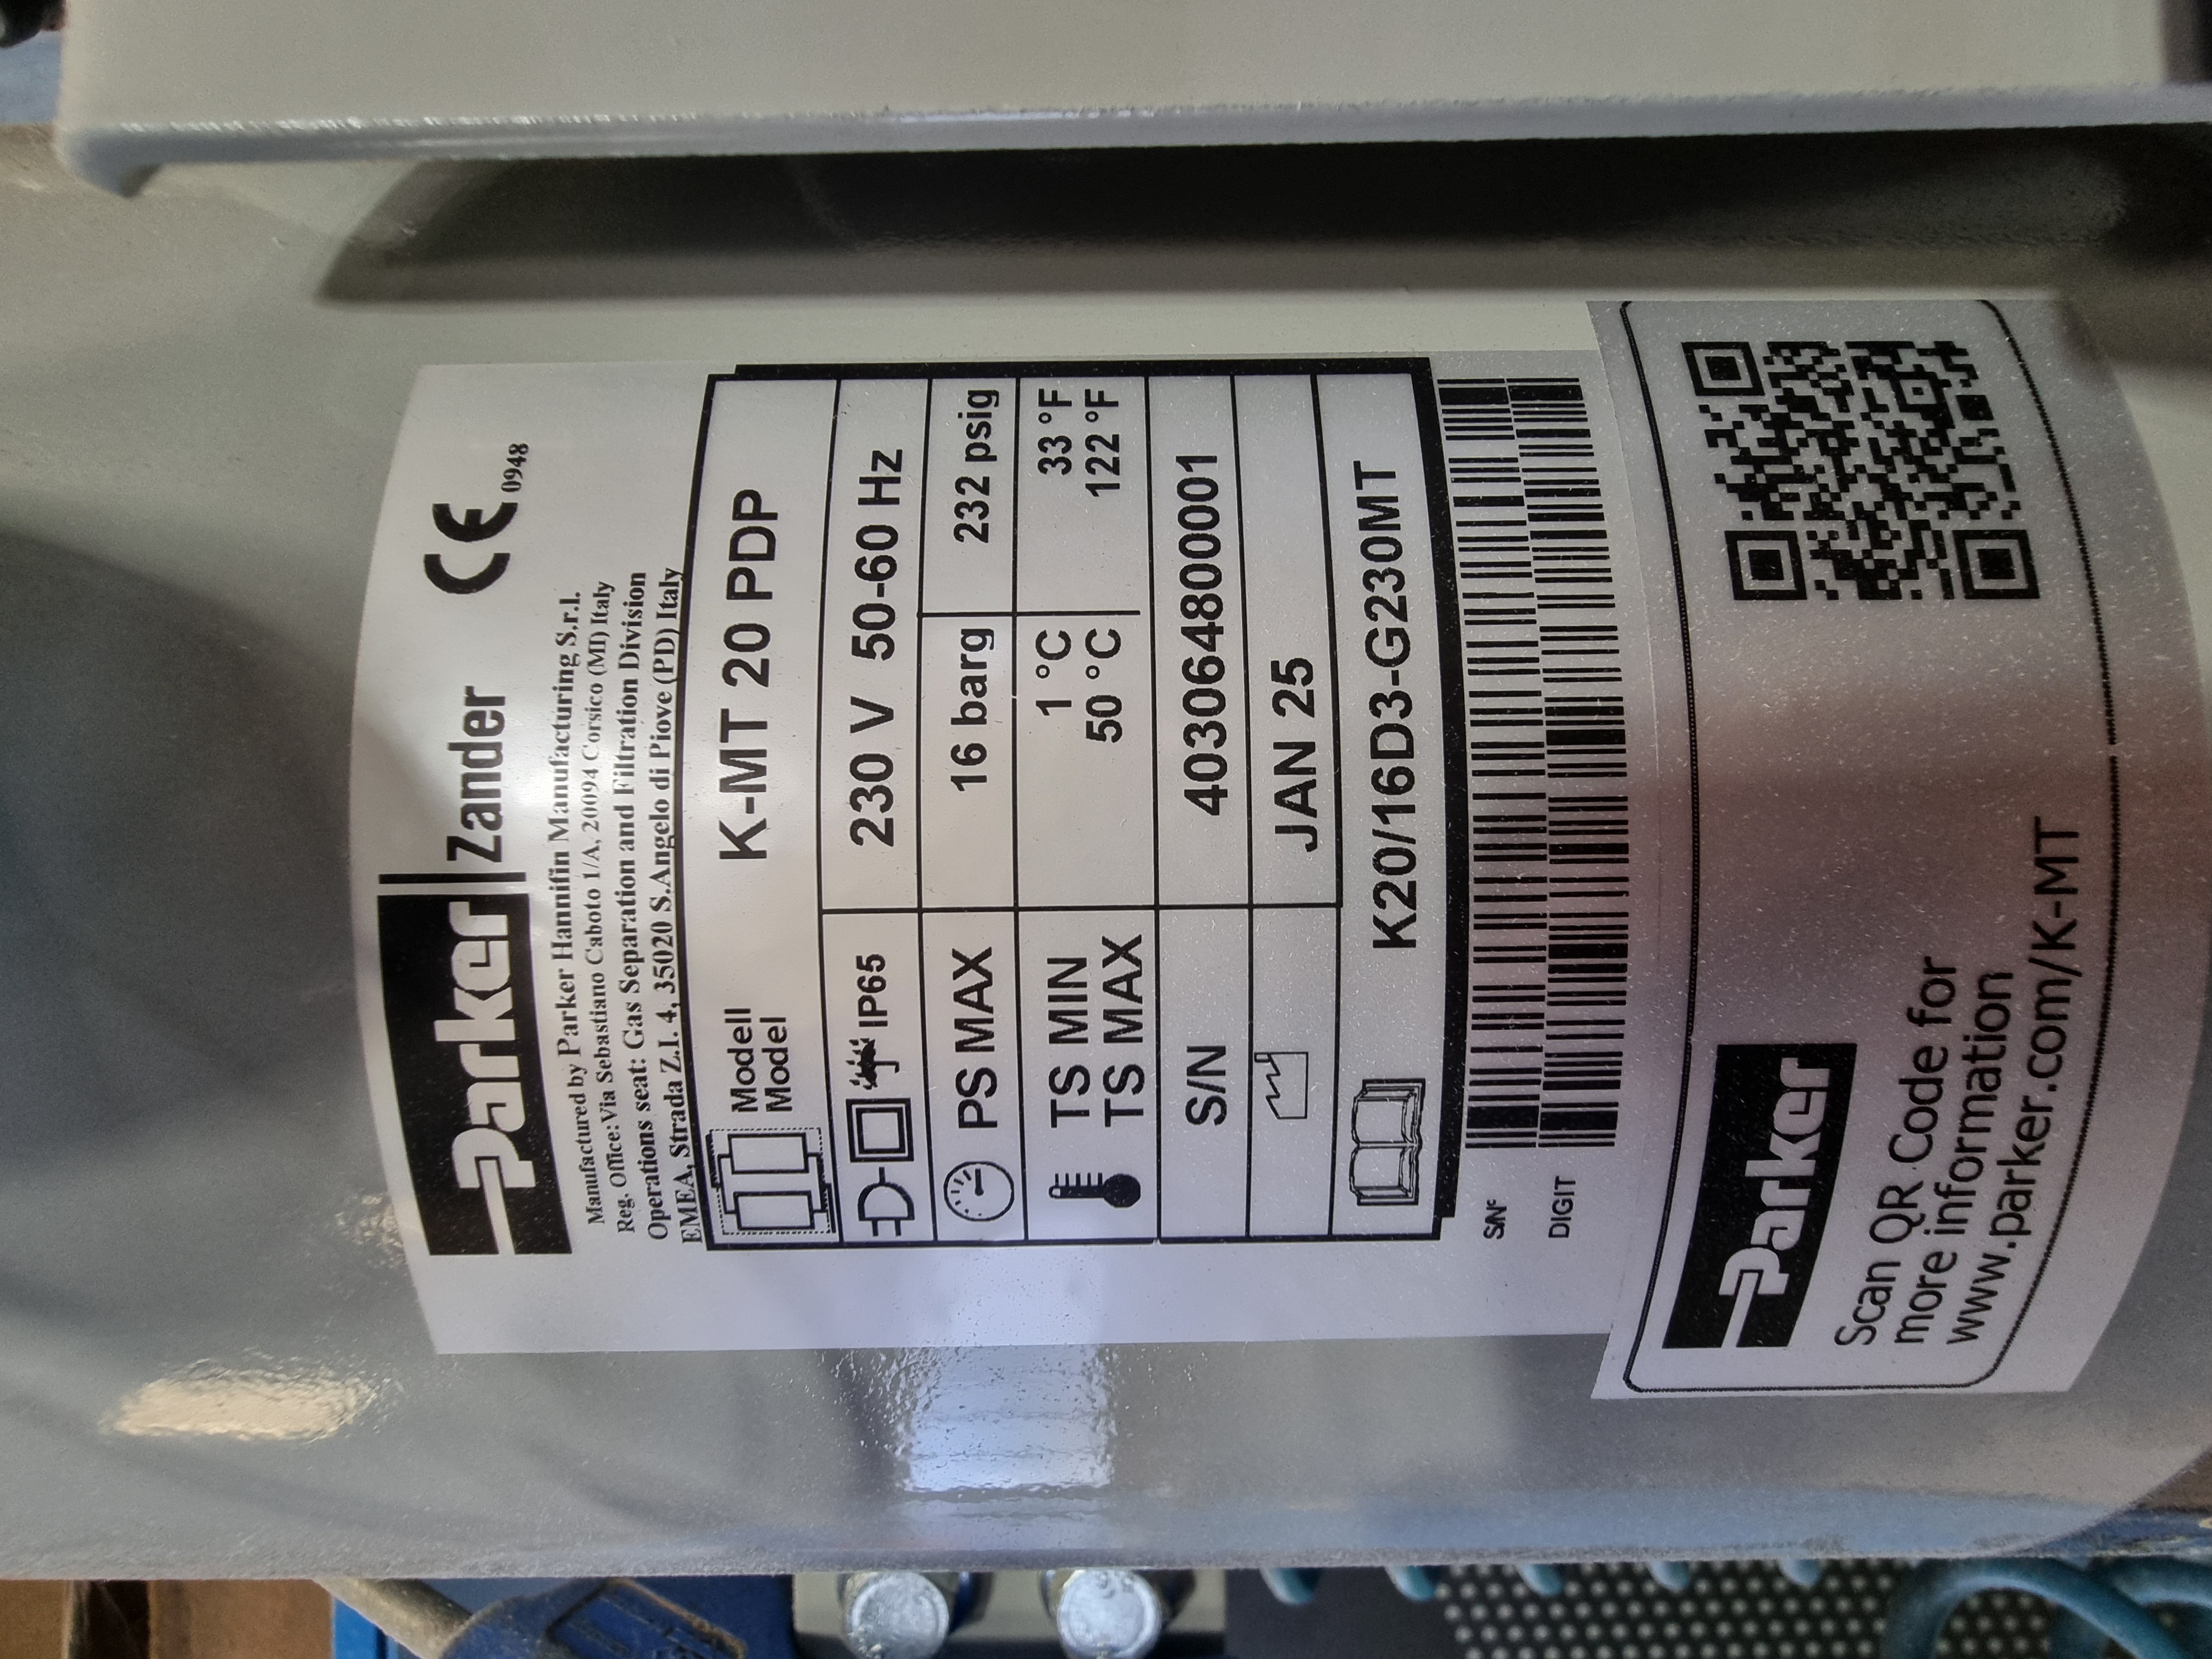 Parker | Zander CE 0948
Manufactured by Parker Hannifin Manufacturing S.r.l.
Reg. Office:Via Sebastiano Caboto 1/A, 20094 Corsico (MI) Italy
Operations seat: Gas Separation and Filtration Division
EMEA, Strada Z.I. 4, 35020 S.Angelo di Piove (PD) Italy
Modell
Model
K-MT 20 PDP
IP65 230 V 50-60 Hz
PS MAX 16 barg 232 psig
TS MIN 1 °C 33 °F
TS MAX 50 °C 122 °F
S/N 403064800001
JAN 25
K20/16D3-G230MT
S/N°
DIGIT
Parker
Scan QR Code for
more information
www.parker.com/K-MT